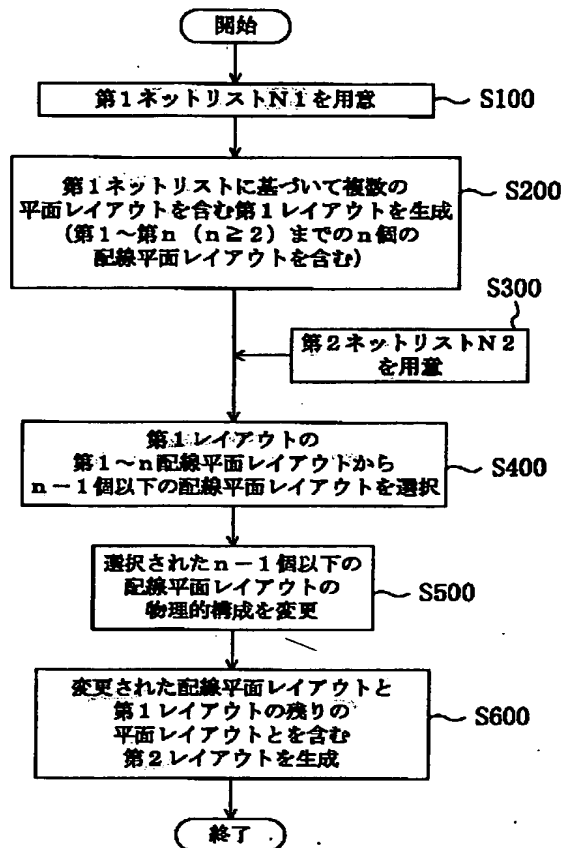 開始
第1ネットリストN1を用意
S100
第1ネットリストに基づいて複数の
平面レイアウトを含む第1レイアウトを生成
(第1~第n(n≧2)までのn個の
配線平面レイアウトを含む)
S200
S300
第2ネットリストN2
を用意
第1レイアウトの
第1~n配線平面レイアウトから
n-1個以下の配線平面レイアウトを選択
S400
選択されたn-1個以下の
配線平面レイアウトの
物理的構成を変更
S500
変更された配線平面レイアウトと
第1レイアウトの残りの
平面レイアウトとを含む
第2レイアウトを生成
S600
終了